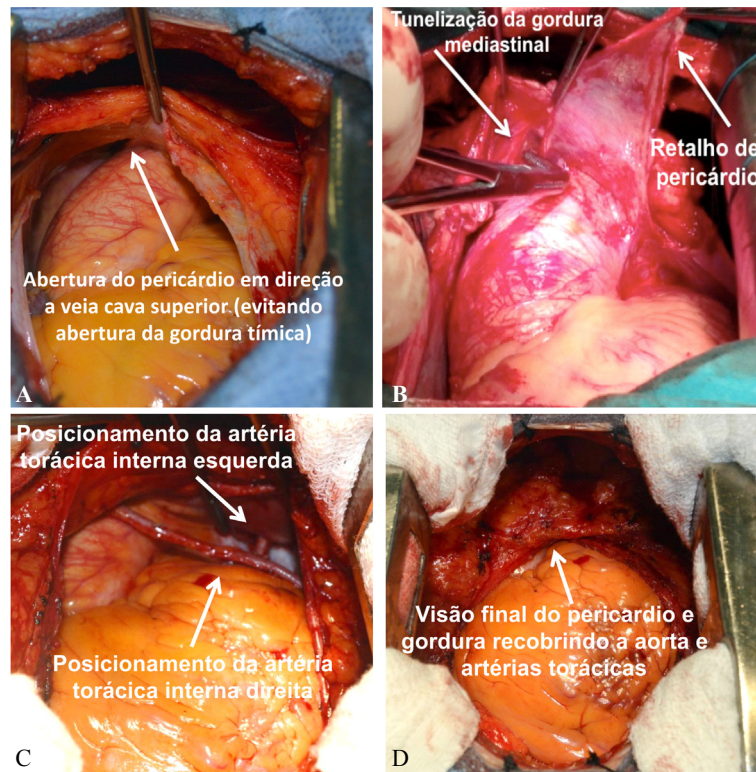 Abertura do pericárdio em direção
a veia cava superior (evitando
abertura da gordura tímica)
A
Tunelização da gordura
mediastinal
Retalho de
pericárdio
B
Posicionamento da artéria
torácica interna esquerda
Posicionamento da artéria
torácica interna direita
C
Visão final do pericardio e
gordura recobrindo a aorta e
artérias torácicas
D